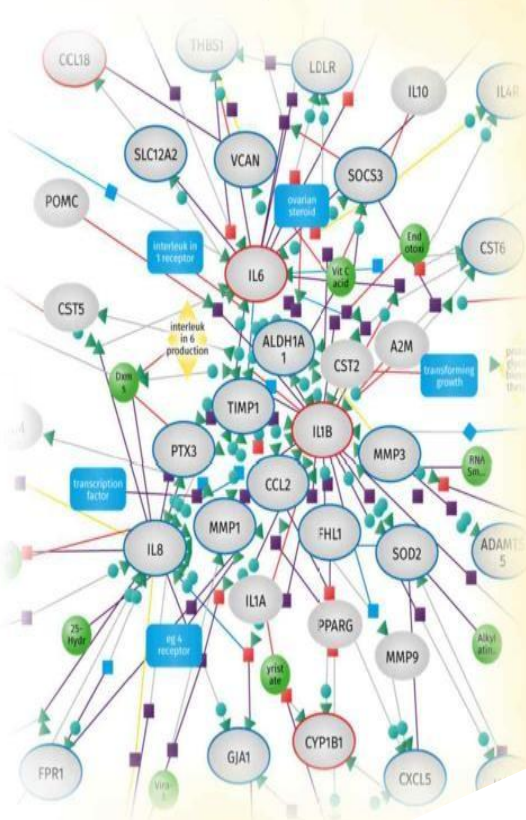 THBS1
CCL18
LDLR
IL10
IL4R
SLC12A2
VCAN
SOCS3
POMC
ovarian
steroid
End
otoxi
CST6
interleuk in
1 receptor
IL6
Vit C
acid
CST5
interleuk
in 6
production
ALDH1A
1
CST2
A2M
transforming
growth
Dxm
s
TIMP1
IL1B
PTX3
MMP3
RNA
Sm...
transcription
factor
CCL2
MMP1
FHL1
IL8
SOD2
ADAMTS
5
IL1A
PPARG
25-
Hydr
eg 4
receptor
MMP9
Alkyl
atin...
yrist
ate
CYP1B1
FPR1
GJA1
CXCL5
Vira-